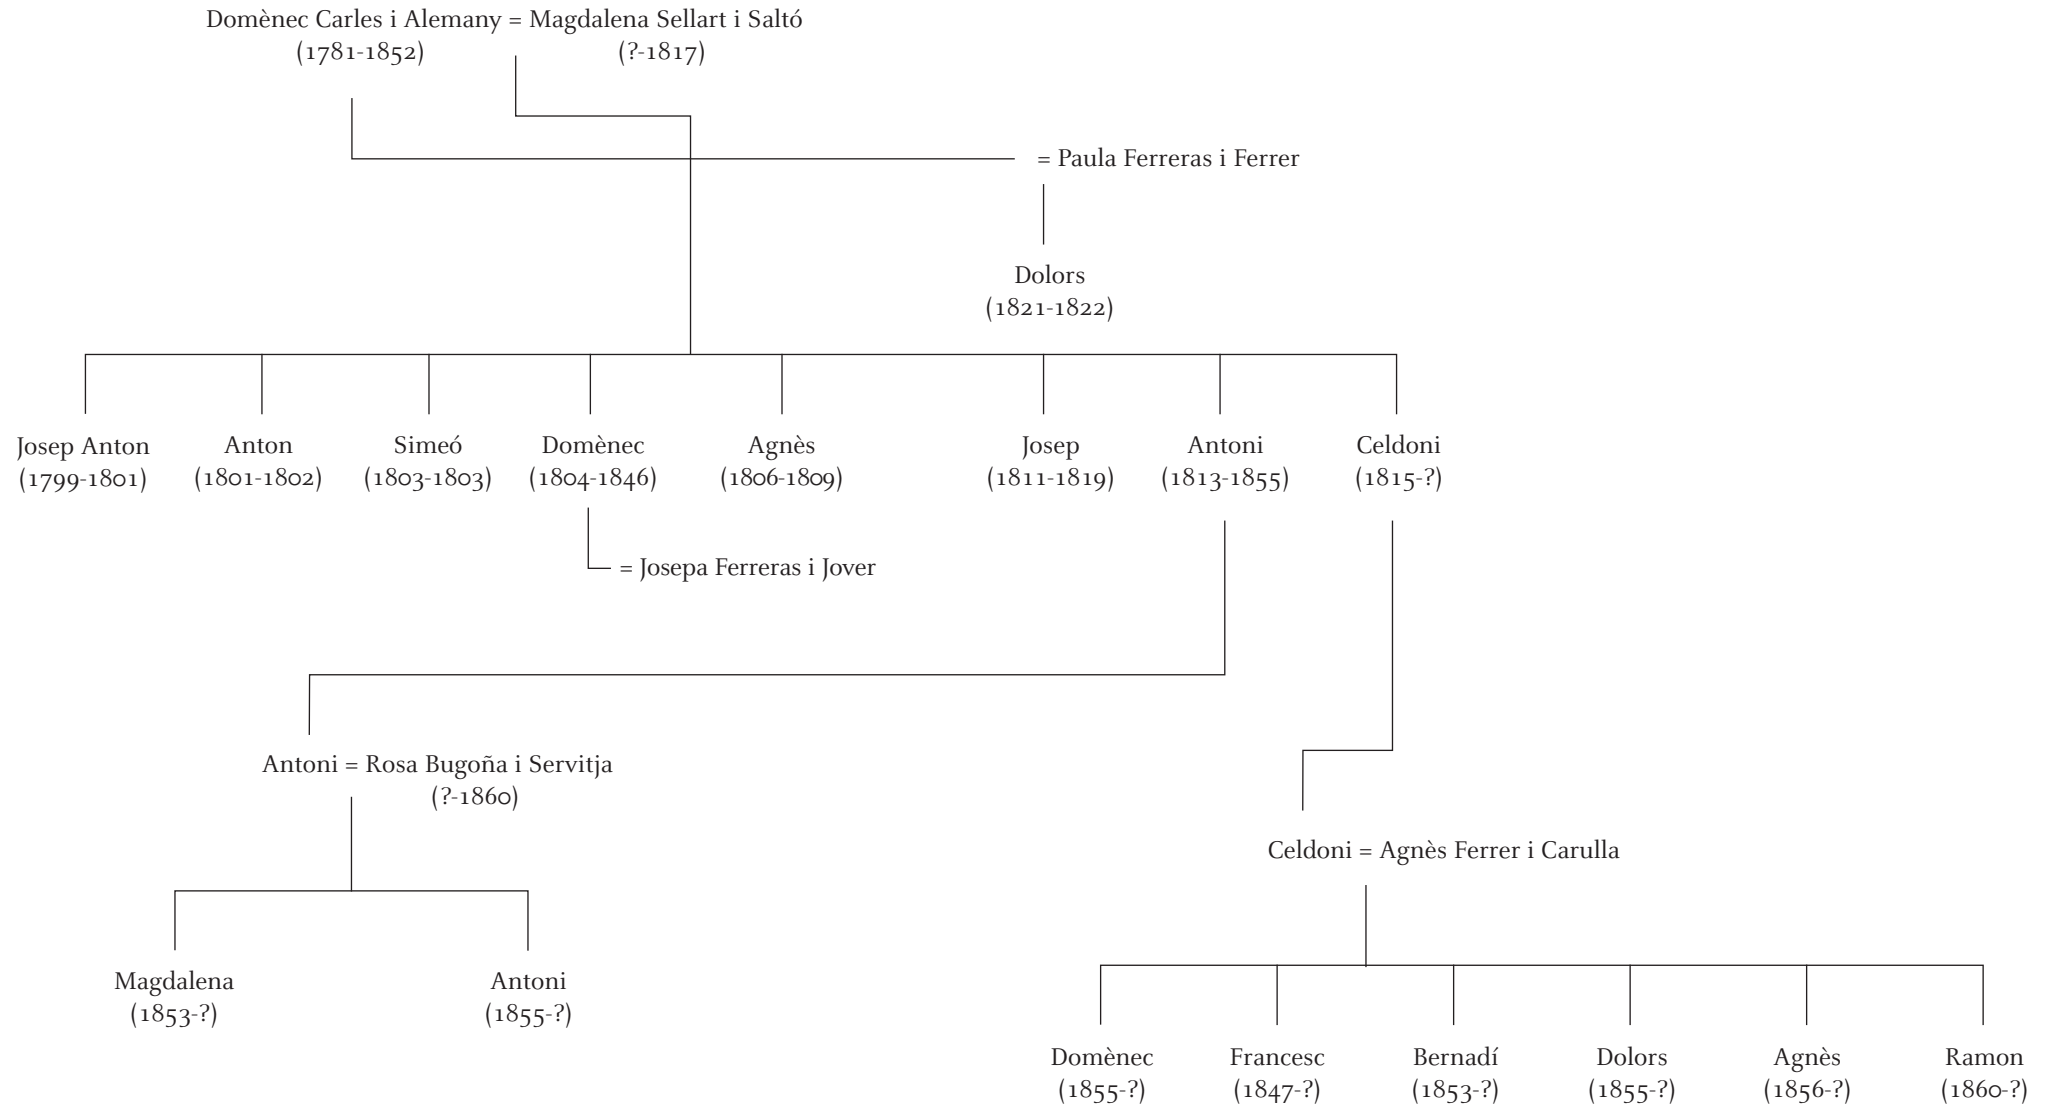 Domènec Carles i Alemany = Magdalena Sellart i Saltó
(1781-1852) (?-1817)
= Paula Ferreras i Ferrer
Dolors
(1821-1822)
Josep Anton Anton Simeó Domènec Agnès Josep Antoni Celdoni
(1799-1801) (1801-1802) (1803-1803) (1804-1846) (1806-1809) (1811-1819) (1813-1855) (1815-?)
= Josepa Ferreras i Jover
Antoni = Rosa Bugoña i Servitja
(?-1860)
Celdoni = Agnès Ferrer i Carulla
Magdalena Antoni
(1853-?) (1855-?)
Domènec Francesc Bernadí Dolors Agnès Ramon
(1855-?) (1847-?) (1853-?) (1855-?) (1856-?) (1860-?)